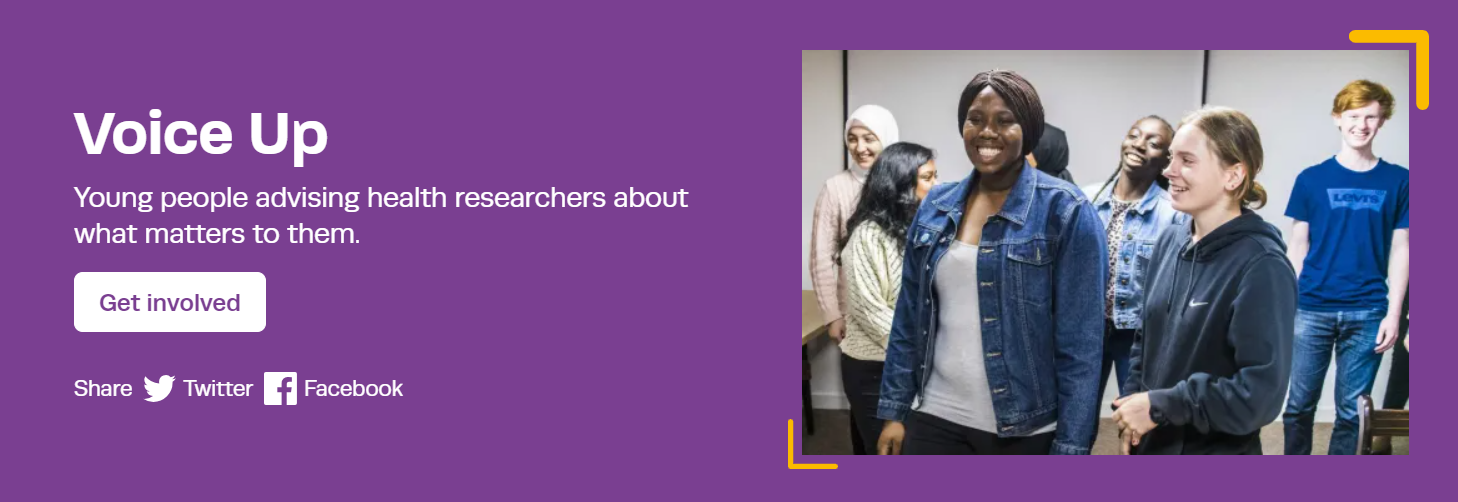 Voice Up
Young people advising health researchers about
what matters to them.
Get involved
Share Twitter Facebook
LEVI'S